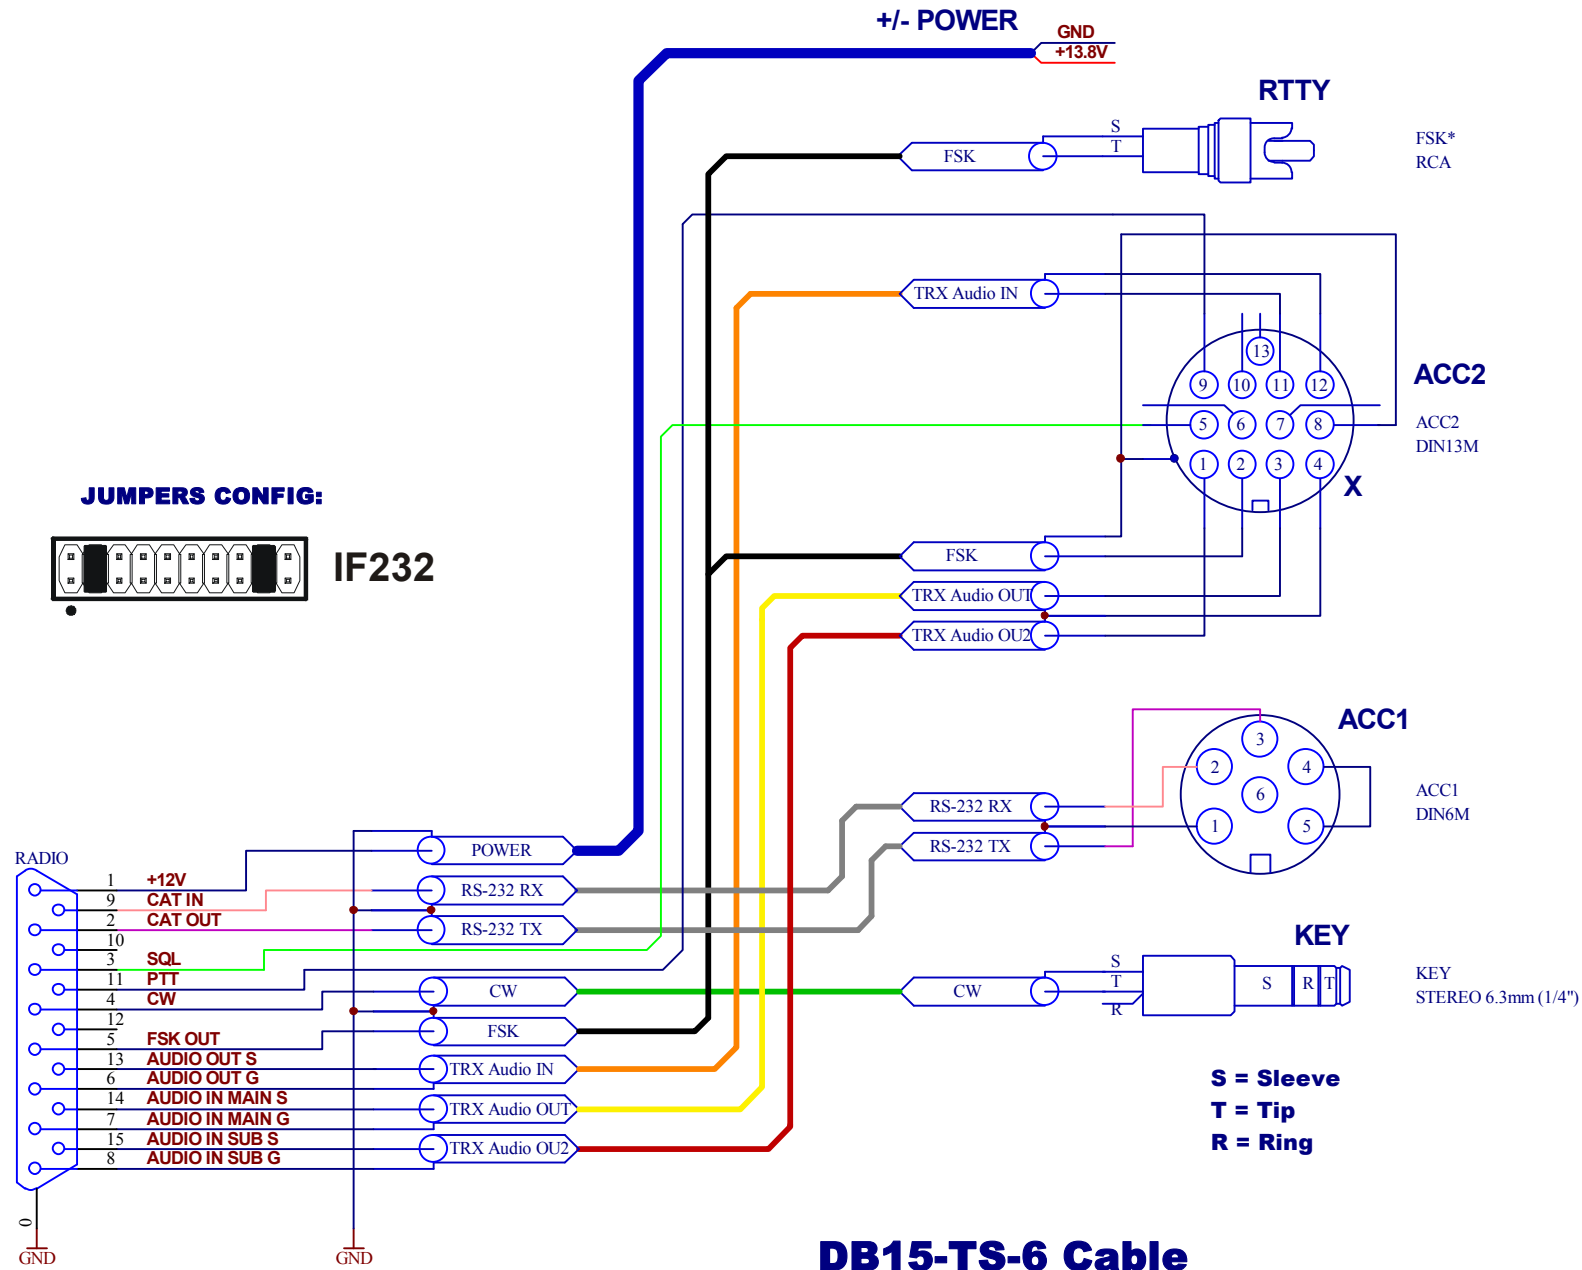 +/- POWER
GND
+13.8V
RTTY
S
T
FSK
FSK*
RCA
TRX Audio IN
13
9 10 11 12
5 6 7 8
1 2 3 4
X
ACC2
ACC2
DIN13M
JUMPERS CONFIG:
IF232
FSK
TRX Audio OUT
TRX Audio OU2
ACC1
3
2 4
6
1 5
ACC1
DIN6M
RS-232 RX
RS-232 TX
POWER
RS-232 RX
RS-232 TX
CW
FSK
TRX Audio IN
TRX Audio OUT
TRX Audio OU2
RADIO
1 +12V
9 CAT IN
2 CAT OUT
10
3 SQL
11 PTT
4 CW
12
5 FSK OUT
13 AUDIO OUT S
6 AUDIO OUT G
14 AUDIO IN MAIN S
7 AUDIO IN MAIN G
15 AUDIO IN SUB S
8 AUDIO IN SUB G
0
GND
GND
KEY
CW
S
T
R
S R T
KEY
STEREO 6.3mm (1/4")
S = Sleeve
T = Tip
R = Ring
DB15-TS-6 Cable